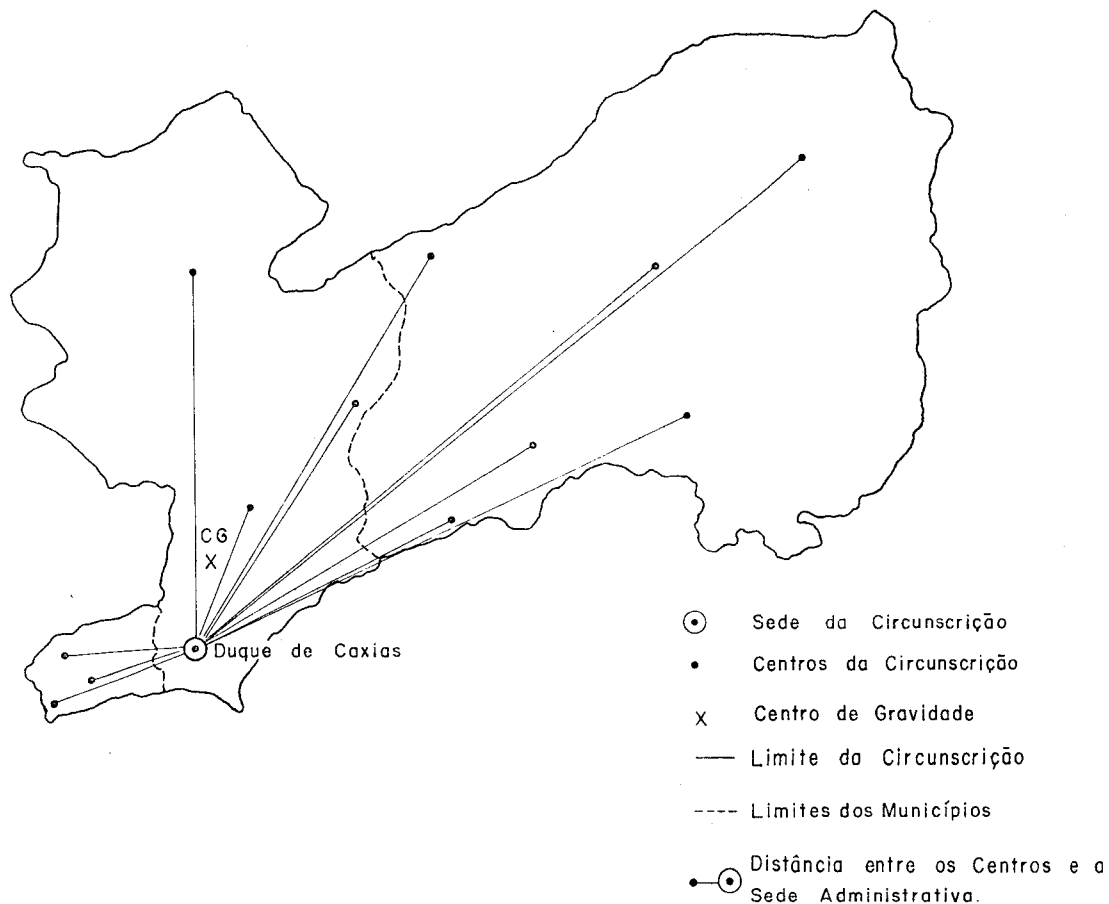 CG
X
Duque de Caxias
Sede da Circunscrição
Centros da Circunscrição
X Centro de Gravidade
Limite da Circunscrição
Limites dos Municípios
Distância entre os Centros e a
Sede Administrativa.